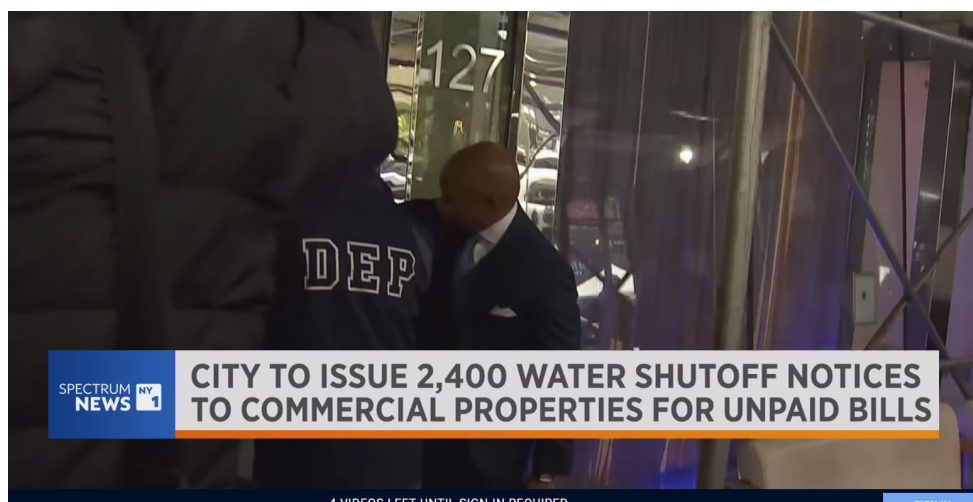 127
DEP
SPECTRUM NY
NEWS 1
CITY TO ISSUE 2,400 WATER SHUTOFF NOTICES
TO COMMERCIAL PROPERTIES FOR UNPAID BILLS
4 VIDEOS LEFT UNTIL SIGN IN REQUIRED